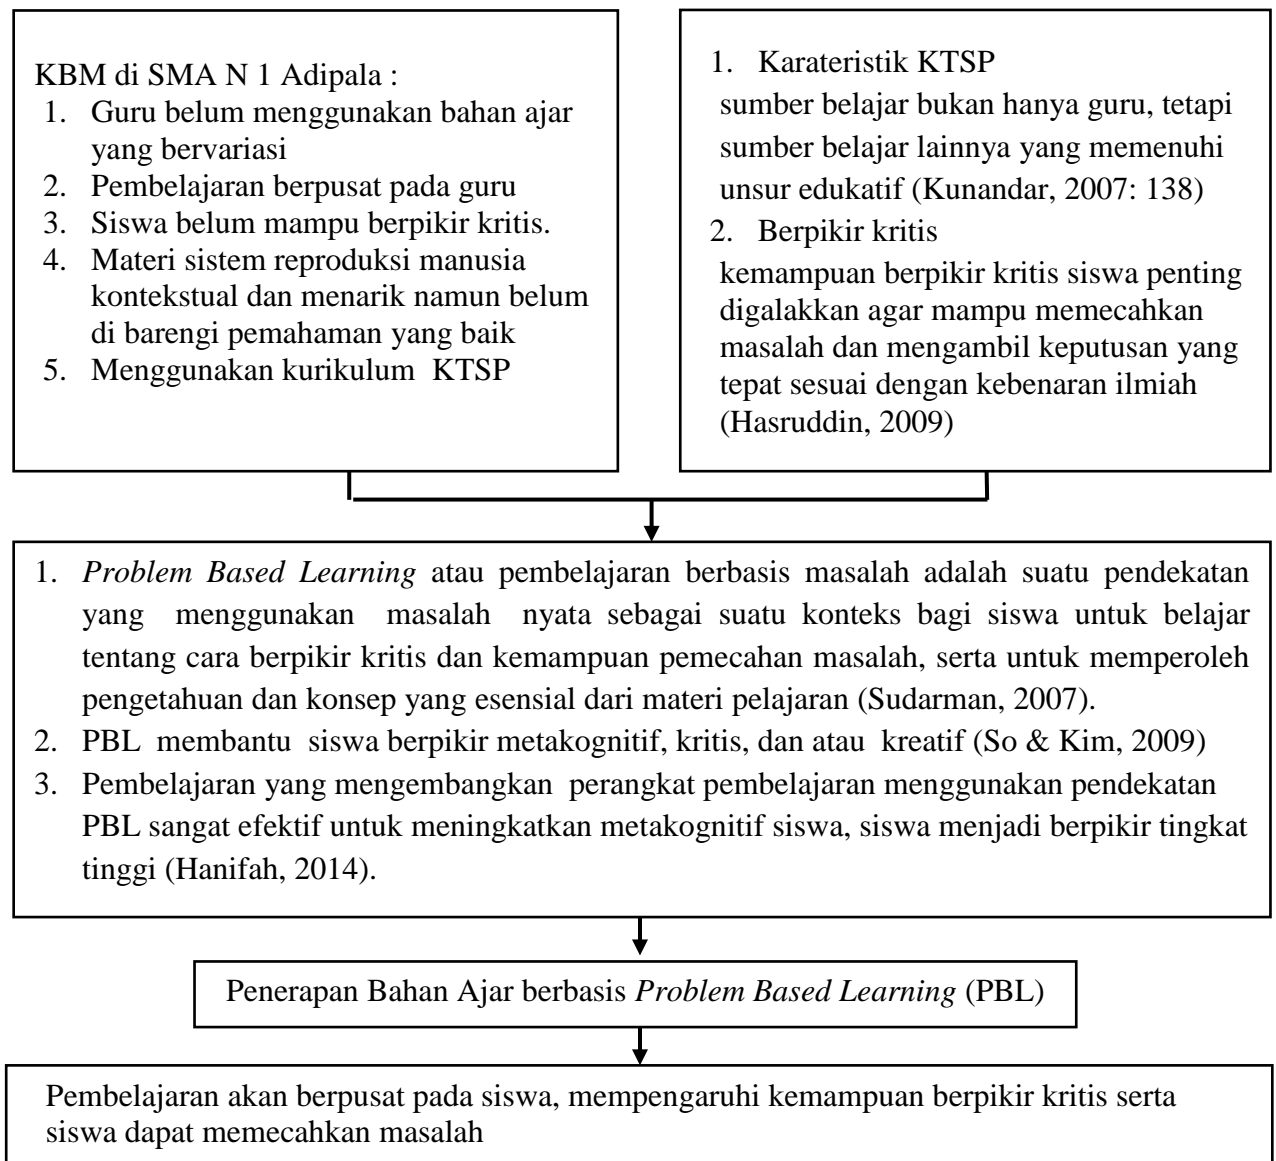 KBM di SMA N 1 Adipala :
1. Guru belum menggunakan bahan ajar
yang bervariasi
2. Pembelajaran berpusat pada guru
3. Siswa belum mampu berpikir kritis.
4. Materi sistem reproduksi manusia
kontekstual dan menarik namun belum
di barengi pemahaman yang baik
5. Menggunakan kurikulum KTSP
1. Karateristik KTSP
sumber belajar bukan hanya guru, tetapi
sumber belajar lainnya yang memenuhi
unsur edukatif (Kunandar, 2007: 138)
2. Berpikir kritis
kemampuan berpikir kritis siswa penting
digalakkan agar mampu memecahkan
masalah dan mengambil keputusan yang
tepat sesuai dengan kebenaran ilmiah
(Hasruddin, 2009)
1. Problem Based Learning atau pembelajaran berbasis masalah adalah suatu pendekatan
yang menggunakan masalah nyata sebagai suatu konteks bagi siswa untuk belajar
tentang cara berpikir kritis dan kemampuan pemecahan masalah, serta untuk memperoleh
pengetahuan dan konsep yang esensial dari materi pelajaran (Sudarman, 2007).
2. PBL membantu siswa berpikir metakognitif, kritis, dan atau kreatif (So & Kim, 2009)
3. Pembelajaran yang mengembangkan perangkat pembelajaran menggunakan pendekatan
PBL sangat efektif untuk meningkatkan metakognitif siswa, siswa menjadi berpikir tingkat
tinggi (Hanifah, 2014).
Penerapan Bahan Ajar berbasis Problem Based Learning (PBL)
Pembelajaran akan berpusat pada siswa, mempengaruhi kemampuan berpikir kritis serta
siswa dapat memecahkan masalah